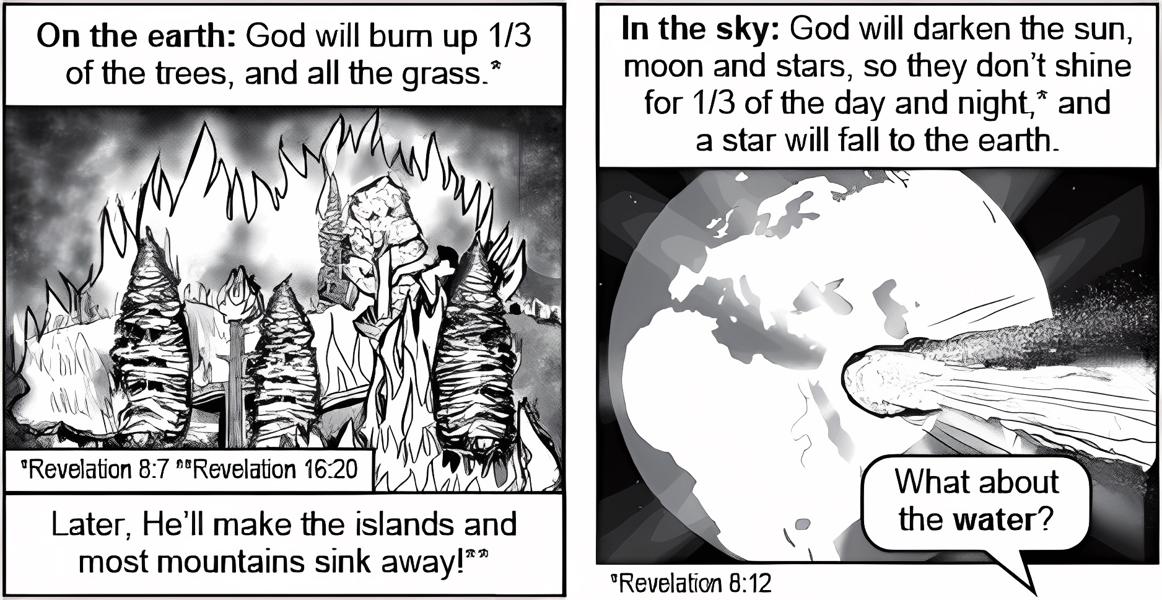 On the earth: God will burn up 1/3
of the trees, and all the grass.*
*Revelation 8:7 **Revelation 16:20
Later, He'll make the islands and
most mountains sink away!**
In the sky: God will darken the sun,
moon and stars, so they don't shine
for 1/3 of the day and night,* and
a star will fall to the earth.
What about
the water?
*Revelation 8:12